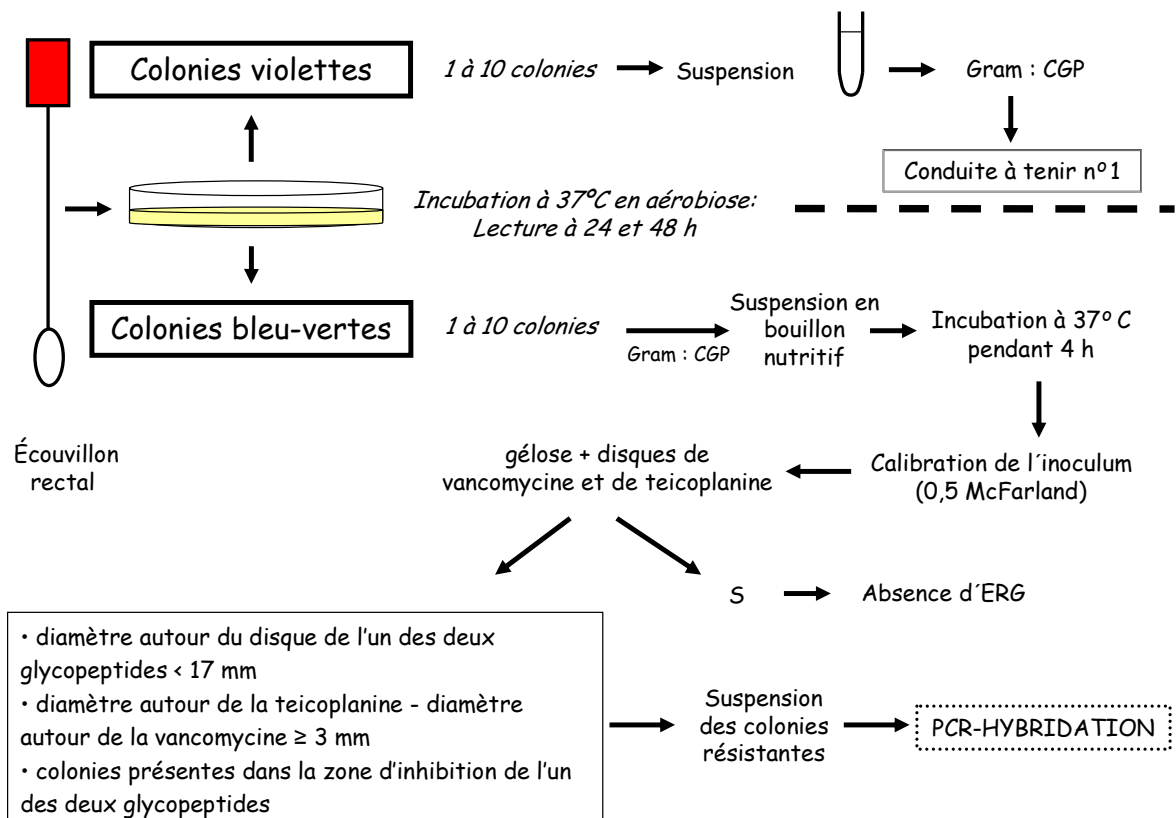 Colonies violettes
1 à 10 colonies
Suspension
Gram : CGP
Conduite à tenir nº1
Incubation à 37ºC en aérobiose:
Lecture à 24 et 48 h
Colonies bleu-vertes
1 à 10 colonies
Gram : CGP
Suspension en
bouillon
nutritif
Incubation à 37º C
pendant 4 h
Écouvillon
rectal
gélose + disques de
vancomycine et de teicoplanine
Calibration de l´inoculum
(0,5 McFarland)
S
Absence d´ERG
• diamètre autour du disque de l'un des deux
glycopeptides < 17 mm
• diamètre autour de la teicoplanine - diamètre
autour de la vancomycine ≥ 3 mm
• colonies présentes dans la zone d'inhibition de l'un
des deux glycopeptides
Suspension
des colonies
résistantes
PCR-HYBRIDATION